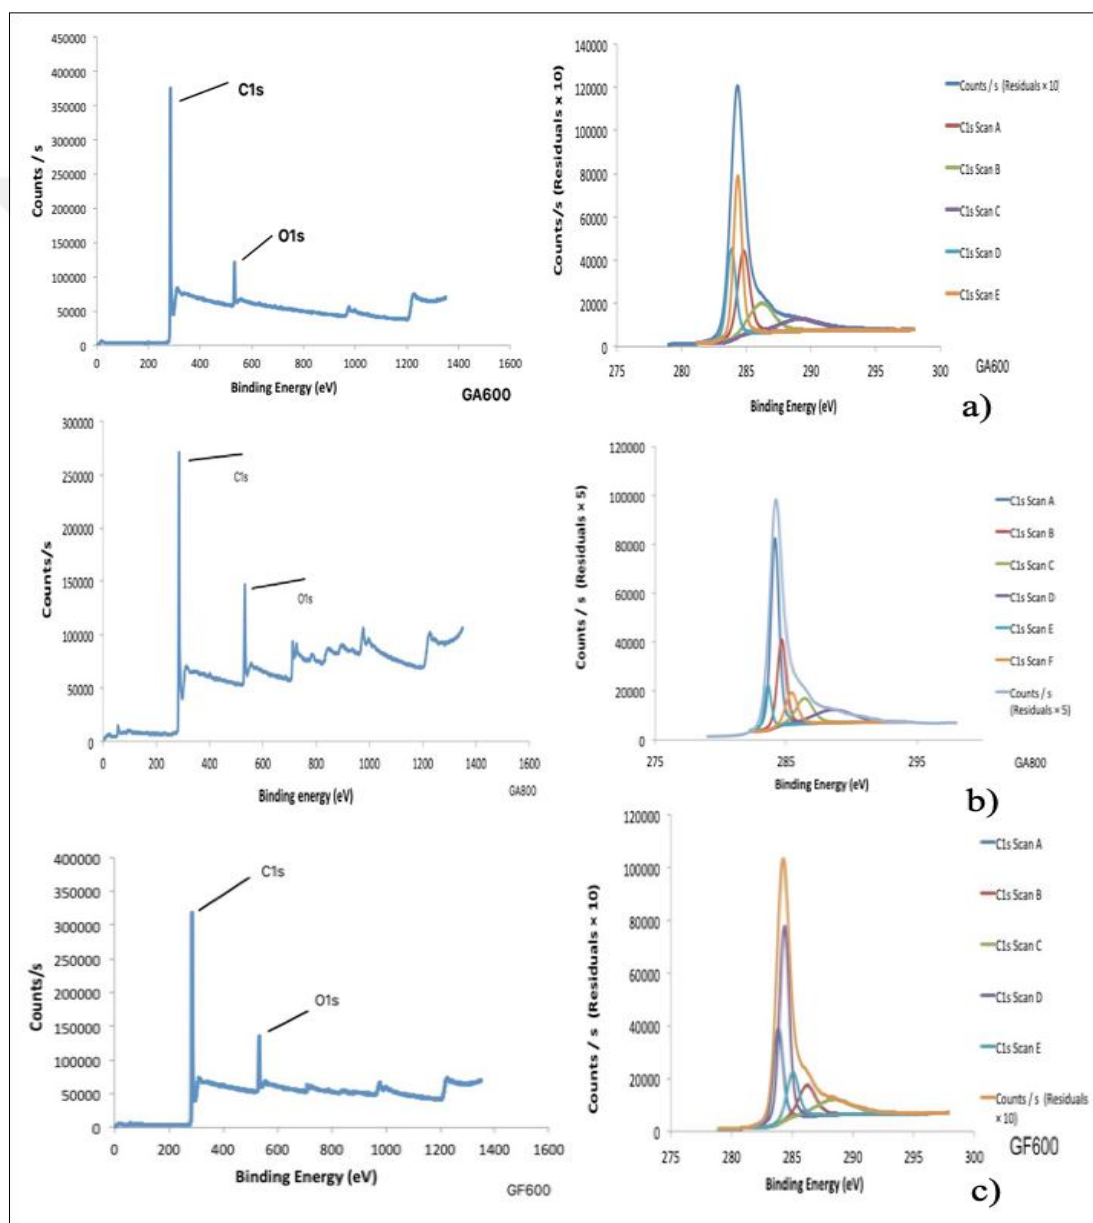 450000
400000
350000
300000
250000
200000
150000
100000
50000
0
Counts / s
C1s
O1s
0 200 400 600 800 1000 1200 1400 1600
Binding Energy (eV)
GA600
140000
120000
100000
80000
60000
40000
20000
0
Counts/s (Residuals x 10)
Counts / s (Residuals × 10)
C1s Scan A
C1s Scan B
C1s Scan C
C1s Scan D
C1s Scan E
275 280 285 290 295 300
GA600
Binding Energy (eV)
a)
300000
250000
200000
150000
100000
50000
0
Counts/s
C1s
O1s
0 200 400 600 800 1000 1200 1400 1600
Binding energy (eV)
GA800
120000
100000
80000
60000
40000
20000
0
Counts / s (Residuals × 5)
C1s Scan A
C1s Scan B
C1s Scan C
C1s Scan D
C1s Scan E
C1s Scan F
Counts / s
(Residuals × 5)
275 285 295
GA800
Binding Energy (eV)
b)
400000
350000
300000
250000
200000
150000
100000
50000
0
Counts/s
C1s
O1s
0 200 400 600 800 1000 1200 1400 1600
Binding Energy (eV)
GF600
120000
100000
80000
60000
40000
20000
0
Counts / s (Residuals × 10)
C1s Scan A
C1s Scan B
C1s Scan C
C1s Scan D
C1s Scan E
Counts / s (Residuals
× 10)
275 280 285 290 295 300
GF600
Binding Energy (eV)
c)